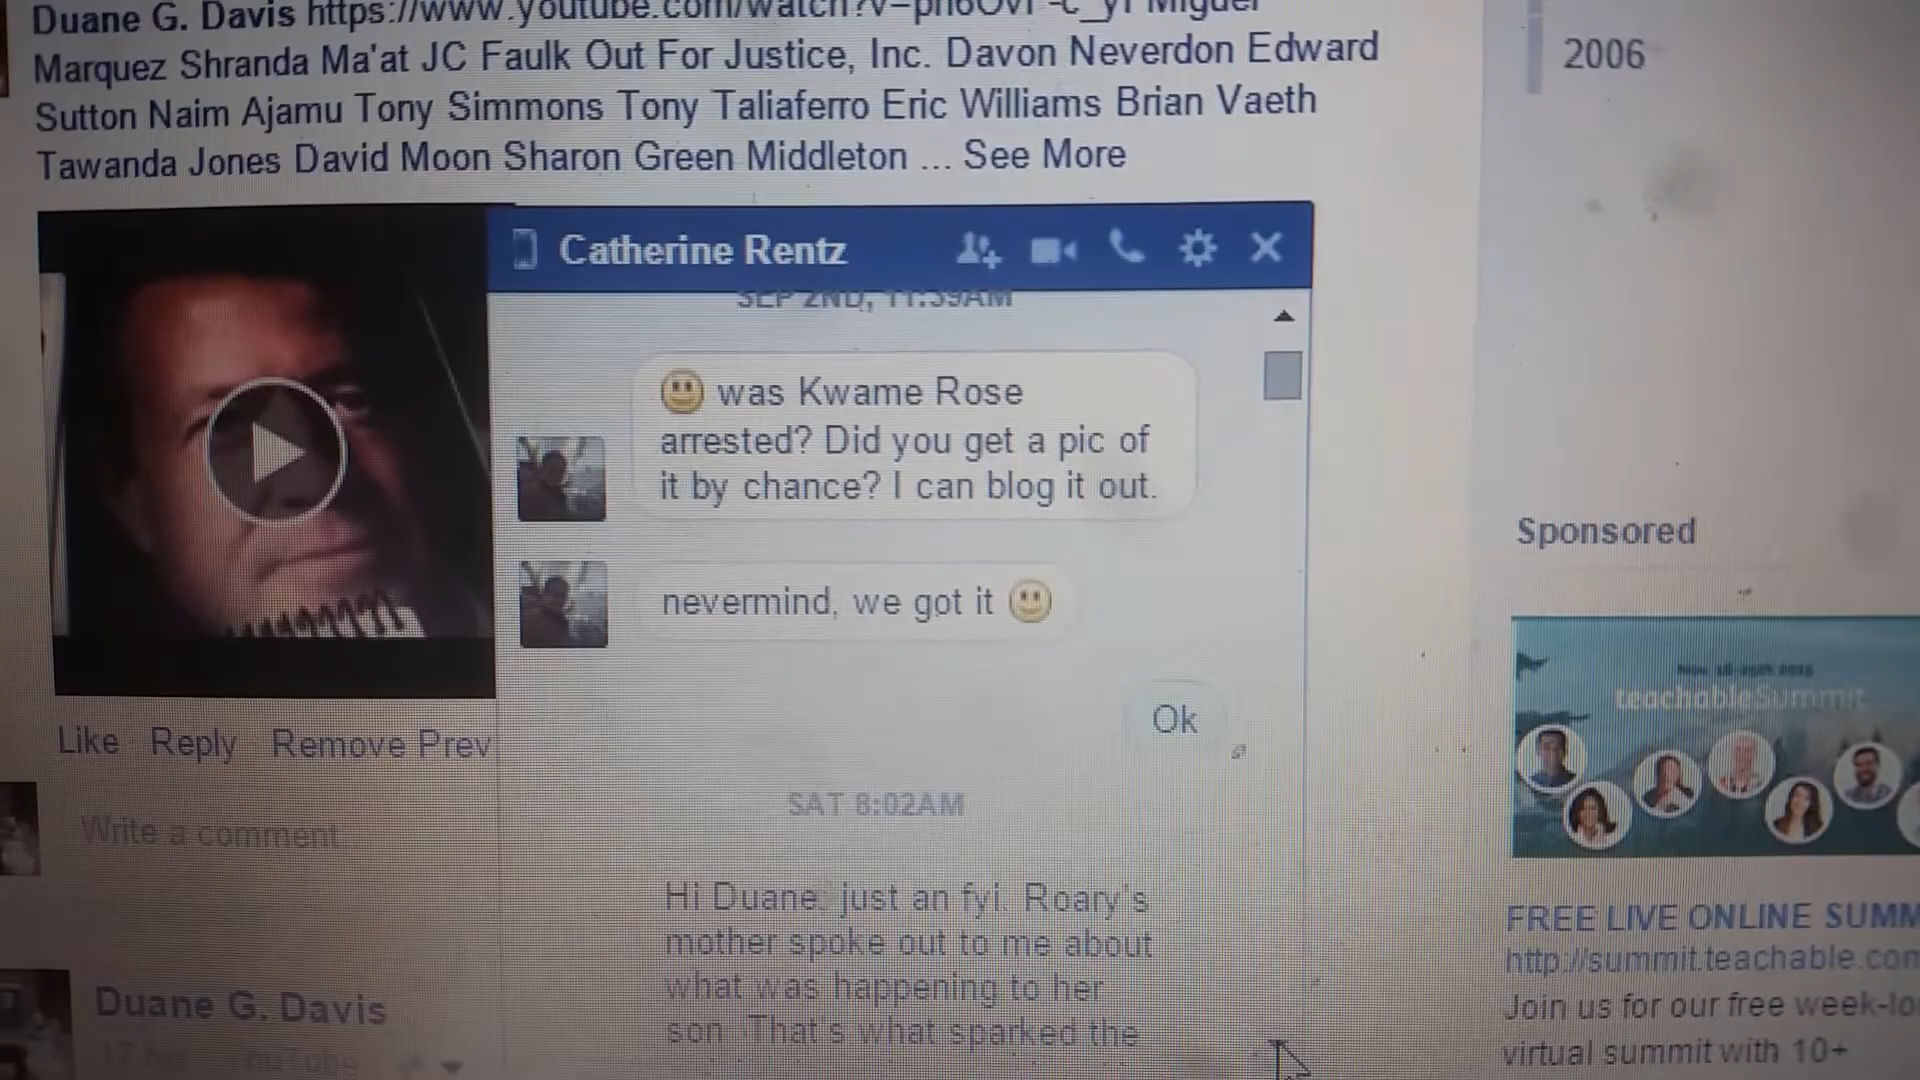 Duane G. Davis https://www.youtube.com/watch?v=
Marquez Shranda Ma'at JC Faulk Out For Justice, Inc. Davon Neverdon Edward
Sutton Naim Ajamu Tony Simmons Tony Taliaferro Eric Williams Brian Vaeth
Tawanda Jones David Moon Sharon Green Middleton ... See More
Catherine Rentz
SEP 2ND, 11:39AM
was Kwame Rose
arrested? Did you get a pic of
it by chance? I can blog it out.
nevermind, we got it
Ok
SAT 8:02AM
Hi Duane, just an fyi. Roary's
mother spoke out to me about
what was happening to her
son. That's what sparked the
Like · Reply · Remove Prev
Write a comment
Duane G. Davis
YouTube
2006
Sponsored
teachableSummit
FREE LIVE ONLINE SUMM
http://summit.teachable.com
Join us for our free week-lo
virtual summit with 10+